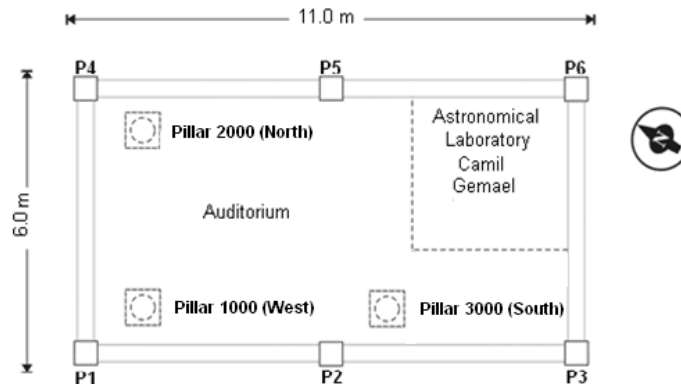 11.0 m
P4
P5
P6
6.0 m
Pillar 2000 (North)
Astronomical
Laboratory
Camil
Gemael
N
Auditorium
Pillar 1000 (West)
Pillar 3000 (South)
P1
P2
P3